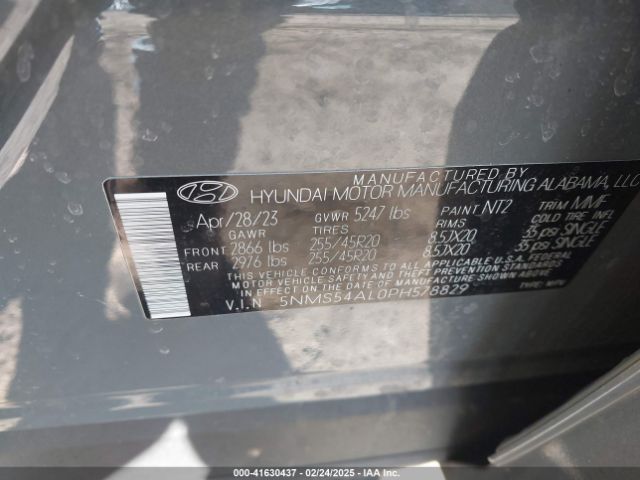 MANUFACTURED BY
HYUNDAI MOTOR MANUFACTURING ALABAMA, LLC
Apr/28/23 GVWR 5247 lbs PAINT NT2 TRIM MMF
GAWR TIRES RIMS COLD TIRE INFL
FRONT 2866 lbs 255/45R20 8.5JX20 35 PSI SINGLE
REAR 2976 lbs 255/45R20 8.5JX20 35 PSI SINGLE
THIS VEHICLE CONFORMS TO ALL APPLICABLE U.S.A. FEDERAL
MOTOR VEHICLE SAFETY AND THEFT PREVENTION STANDARDS
IN EFFECT ON THE DATE OF MANUFACTURE SHOWN ABOVE
V.I.N 5NMS54AL0PH578829 TYPE: MPV
000-41630437 - 02/24/2025 - IAA Inc.